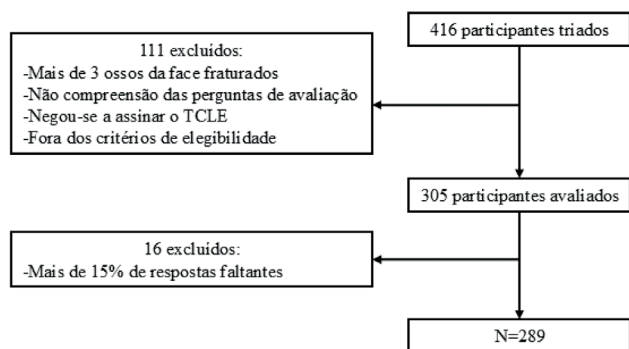 416 participantes triados
111 excluídos:
-Mais de 3 ossos da face fraturados
-Não compreensão das perguntas de avaliação
-Negou-se a assinar o TCLE
-Fora dos critérios de elegibilidade
305 participantes avaliados
16 excluídos:
-Mais de 15% de respostas faltantes
N=289